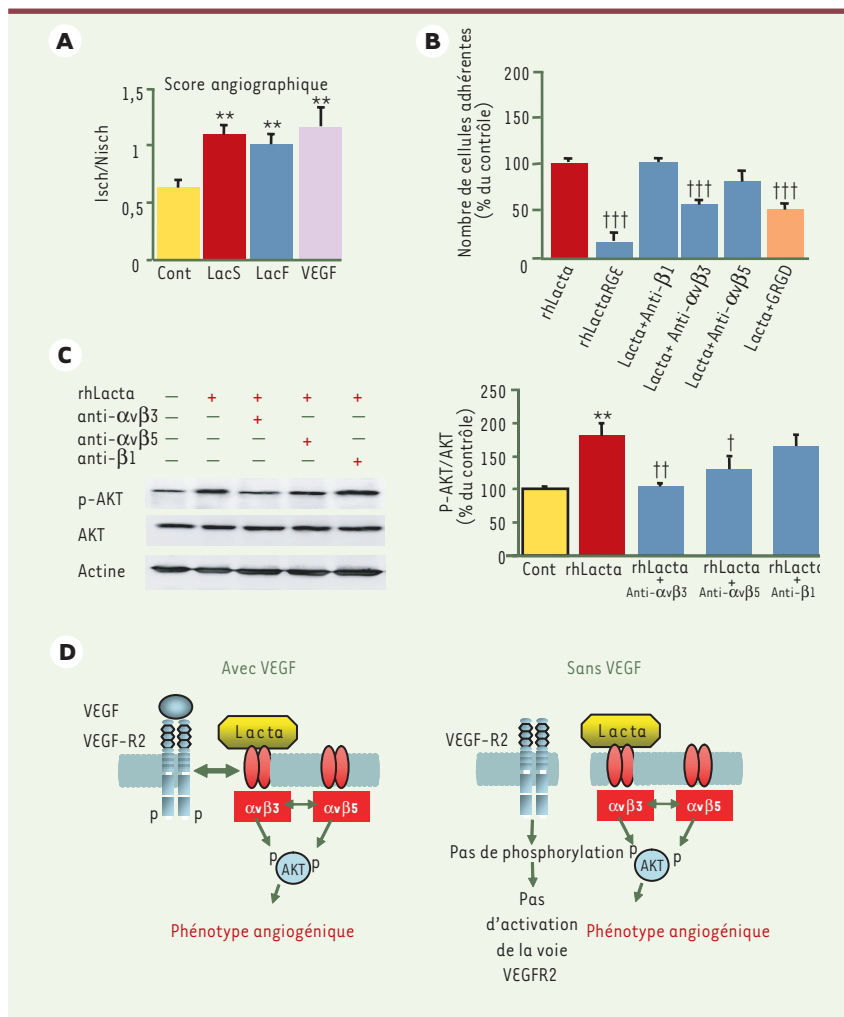 A
Score angiographique
Isch/Nisch
1,5
1
0,5
0
** ** **
Cont LacS LacF VEGF
B
Nombre de cellules adhérentes
(% du contrôle)
200
150
100
50
0
††† ††† †††
rhLacta
rhLactaRGE
Lacta+Anti-β1
Lacta+ Anti-αvβ3
Lacta+Anti-αvβ5
Lacta+GRGD
C
rhLacta — + + + +
anti-αvβ3 — — + — —
anti-αvβ5 — — — + —
anti-β1 — — — — +
p-AKT
AKT
Actine
P-AKT/AKT
(% du contrôle)
250
200
150
100
50
0
** †† †
Cont rhLacta rhLacta rhLacta rhLact
+ + +
Anti-αvβ3 Anti-αvβ5 Anti-β1
D
Avec VEGF
VEGF
VEGF-R2
Lacta
p p
αvβ3 αvβ5
p p
AKT
Phénotype angiogénique
Sans VEGF
VEGF-R2
Lacta
αvβ3 αvβ5
Pas de phosphorylation p p
AKT
Pas
d'activation
de la voie
VEGFR2
Phénotype angiogénique